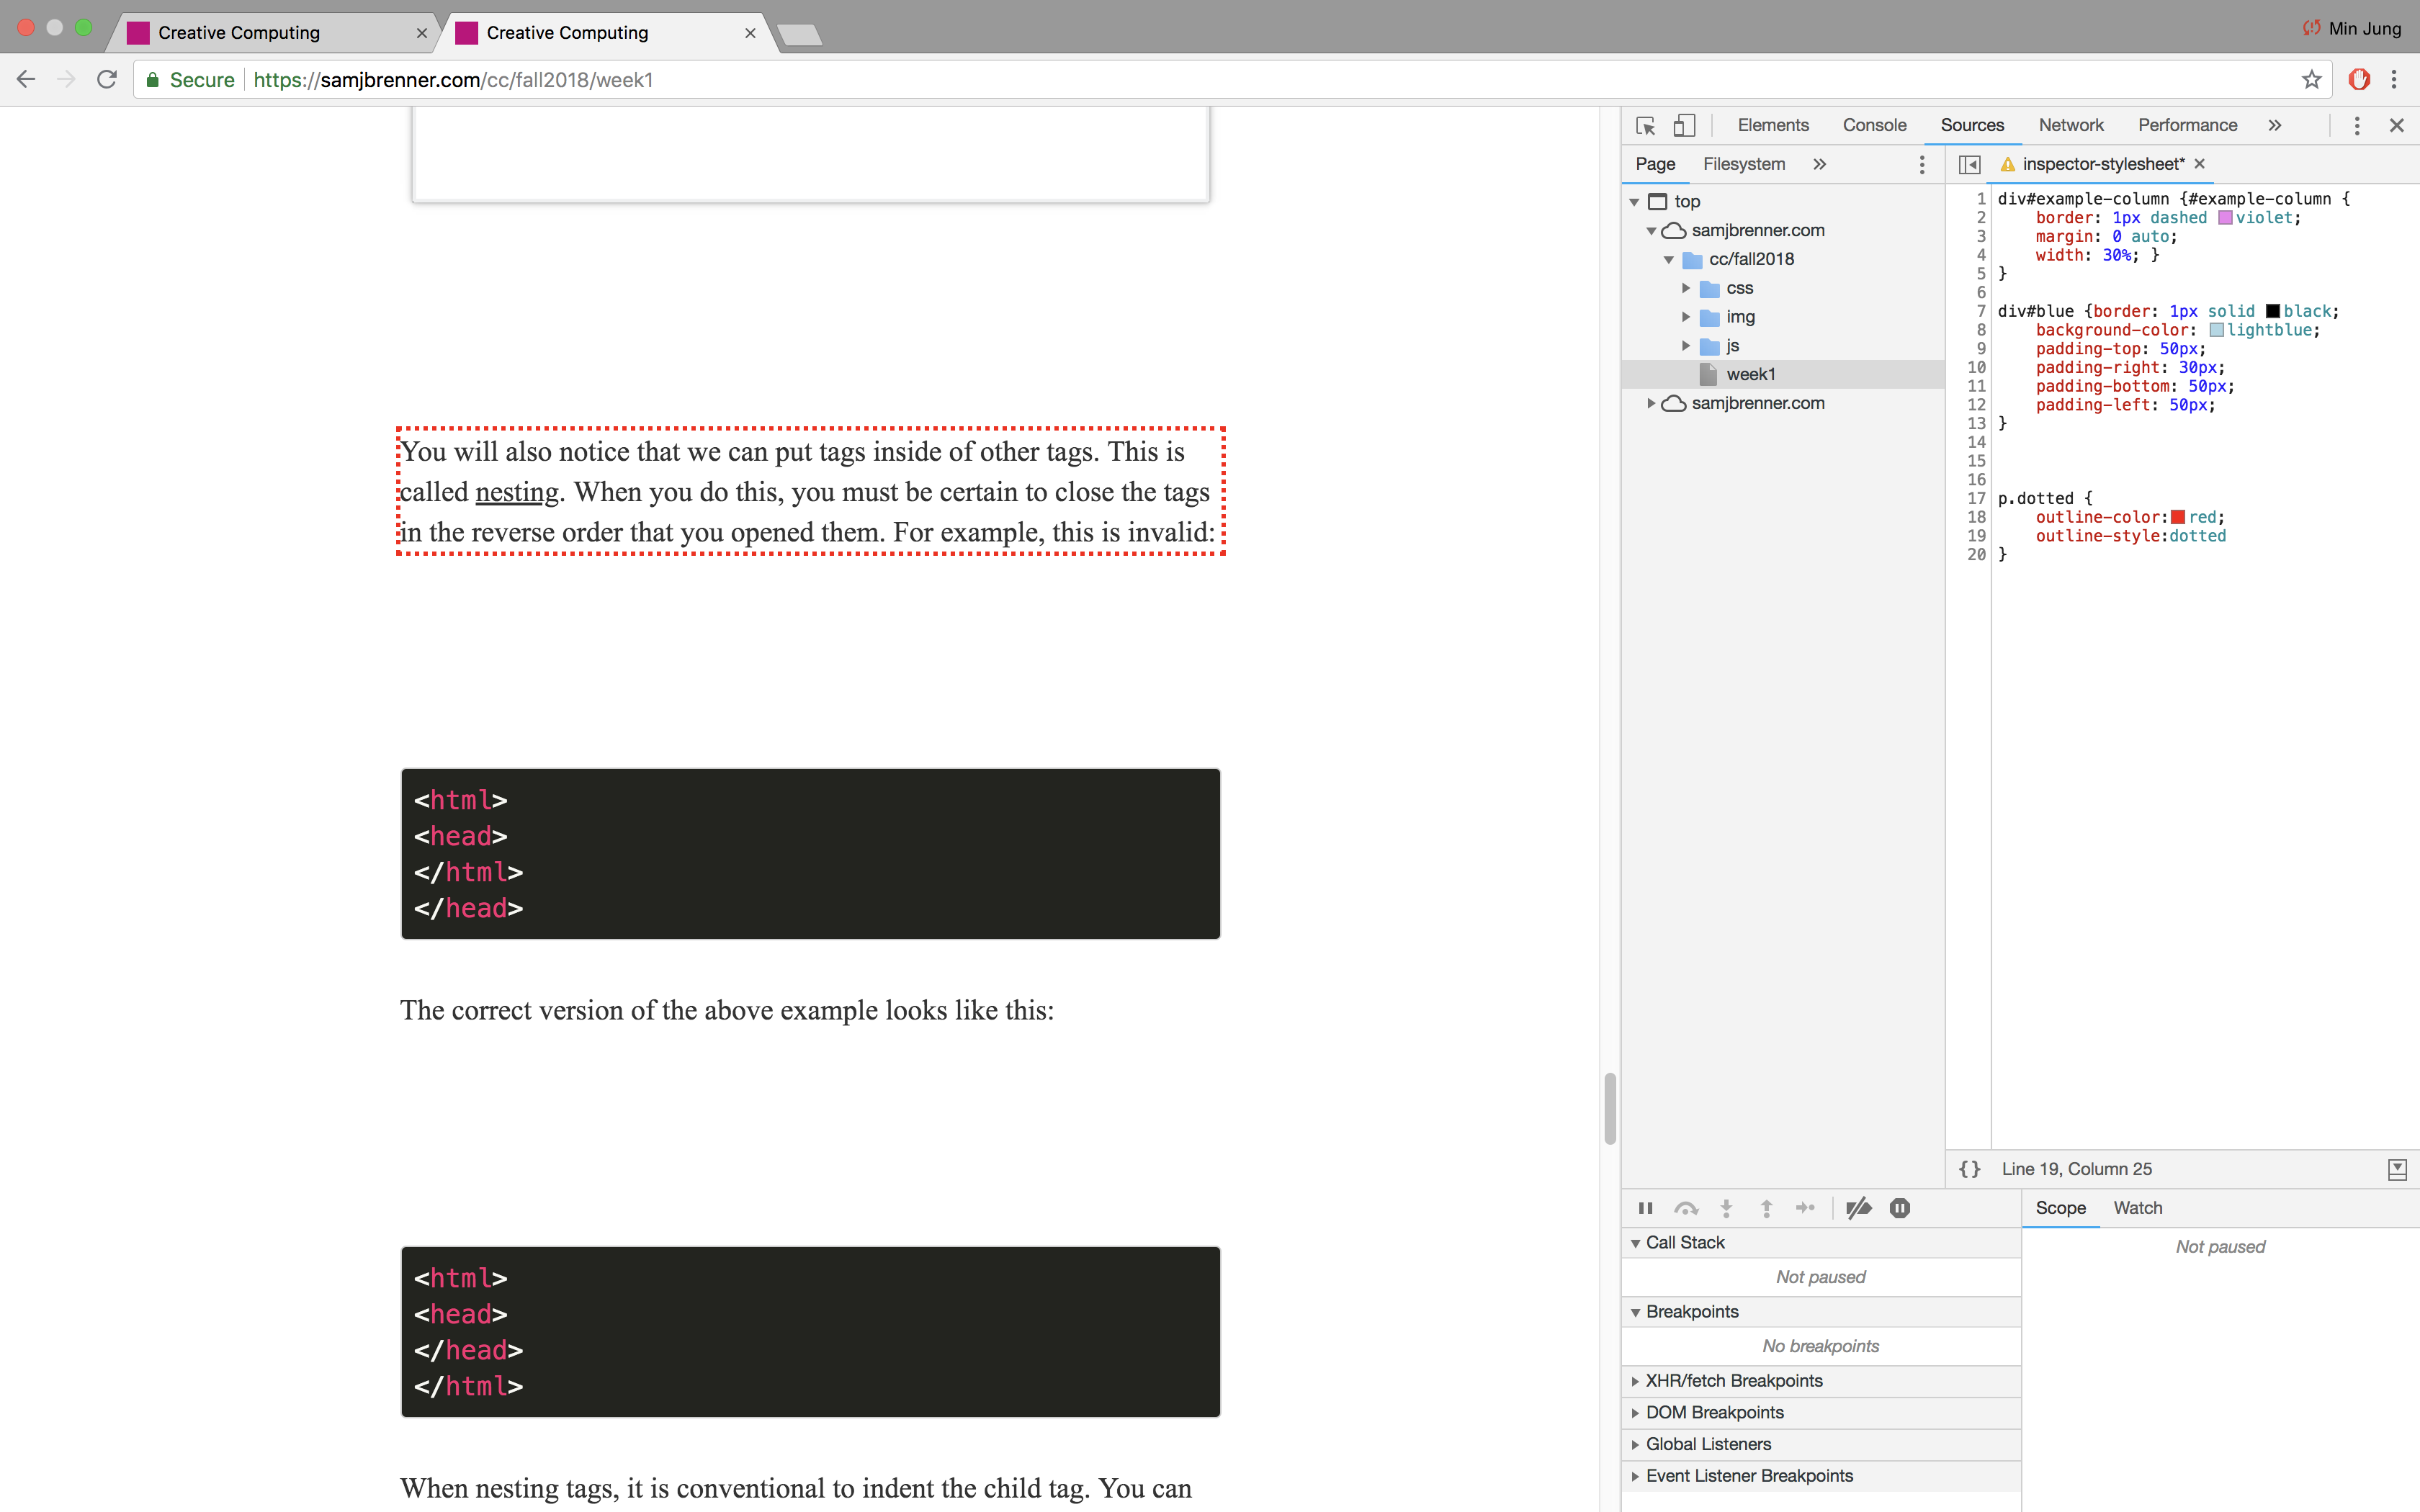 Creative Computing
Creative Computing
Min Jung
Secure https://samjbrenner.com/cc/fall2018/week1
You will also notice that we can put tags inside of other tags. This is
called nesting. When you do this, you must be certain to close the tags
in the reverse order that you opened them. For example, this is invalid:
<html>
<head>
</html>
</head>
The correct version of the above example looks like this:
<html>
<head>
</head>
</html>
When nesting tags, it is conventional to indent the child tag. You can
Elements Console Sources Network Performance »
Page Filesystem »
top
samjbrenner.com
cc/fall2018
css
img
js
week1
samjbrenner.com
inspector-stylesheet*
1 div#example-column {#example-column {
2 border: 1px dashed violet;
3 margin: 0 auto;
4 width: 30%; }
5 }
6
7 div#blue {border: 1px solid black;
8 background-color: lightblue;
9 padding-top: 50px;
10 padding-right: 30px;
11 padding-bottom: 50px;
12 padding-left: 50px;
13 }
14
15
16
17 p.dotted {
18 outline-color:red;
19 outline-style:dotted
20 }
{} Line 19, Column 25
Call Stack
Not paused
Breakpoints
No breakpoints
XHR/fetch Breakpoints
DOM Breakpoints
Global Listeners
Event Listener Breakpoints
Scope Watch
Not paused